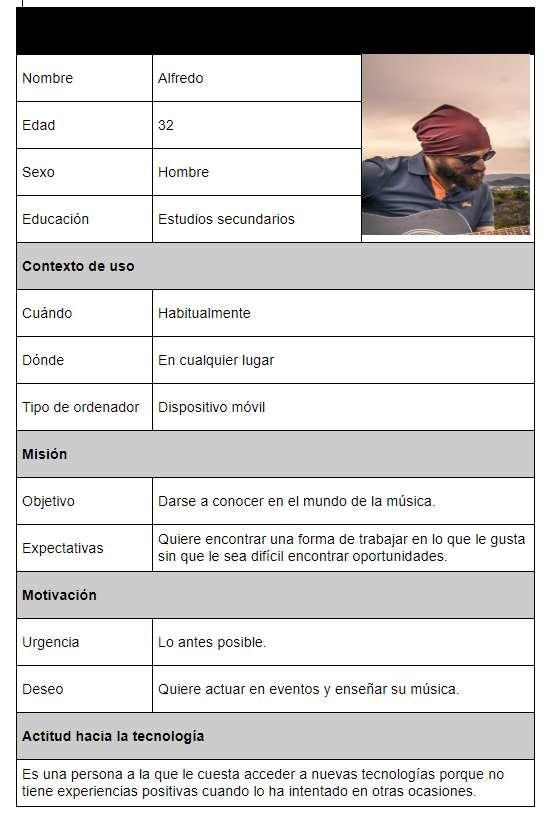 Nombre Alfredo
Edad 32
Sexo Hombre
Educación Estudios secundarios
Contexto de uso
Cuándo Habitualmente
Dónde En cualquier lugar
Tipo de ordenador Dispositivo móvil
Misión
Objetivo Darse a conocer en el mundo de la música.
Expectativas Quiere encontrar una forma de trabajar en lo que le gusta
sin que le sea difícil encontrar oportunidades.
Motivación
Urgencia Lo antes posible.
Deseo Quiere actuar en eventos y enseñar su música.
Actitud hacia la tecnología
Es una persona a la que le cuesta acceder a nuevas tecnologías porque no
tiene experiencias positivas cuando lo ha intentado en otras ocasiones.